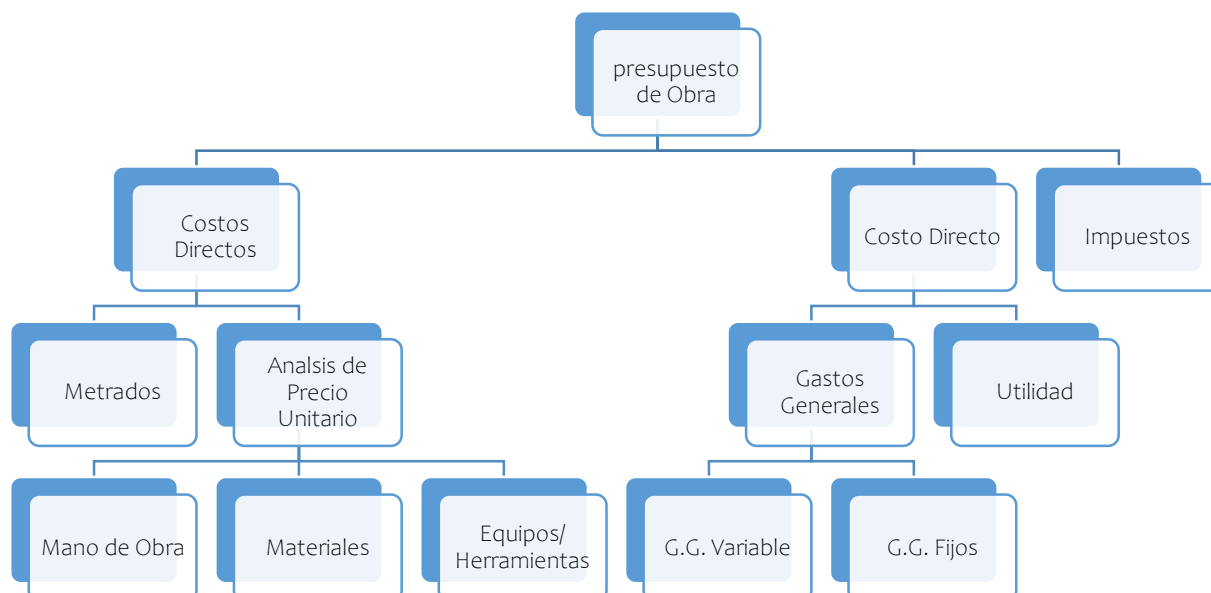 presupuesto
de Obra
Costos
Directos
Costo Directo
Impuestos
Metrados
Analsis de
Precio
Unitario
Gastos
Generales
Utilidad
Mano de Obra
Materiales
Equipos/
Herramientas
G.G. Variable
G.G. Fijos